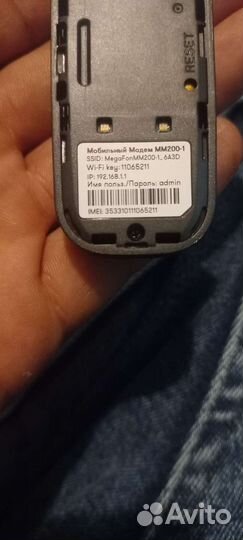 RESET
Мобильный Модем MM200-1
SSID: MegaFonMM200-1_6A3D
Wi-Fi key: 11065211
IP: 192.168.1.1
Имя польз./Пароль: admin
IMEI: 353310111065211
Avito